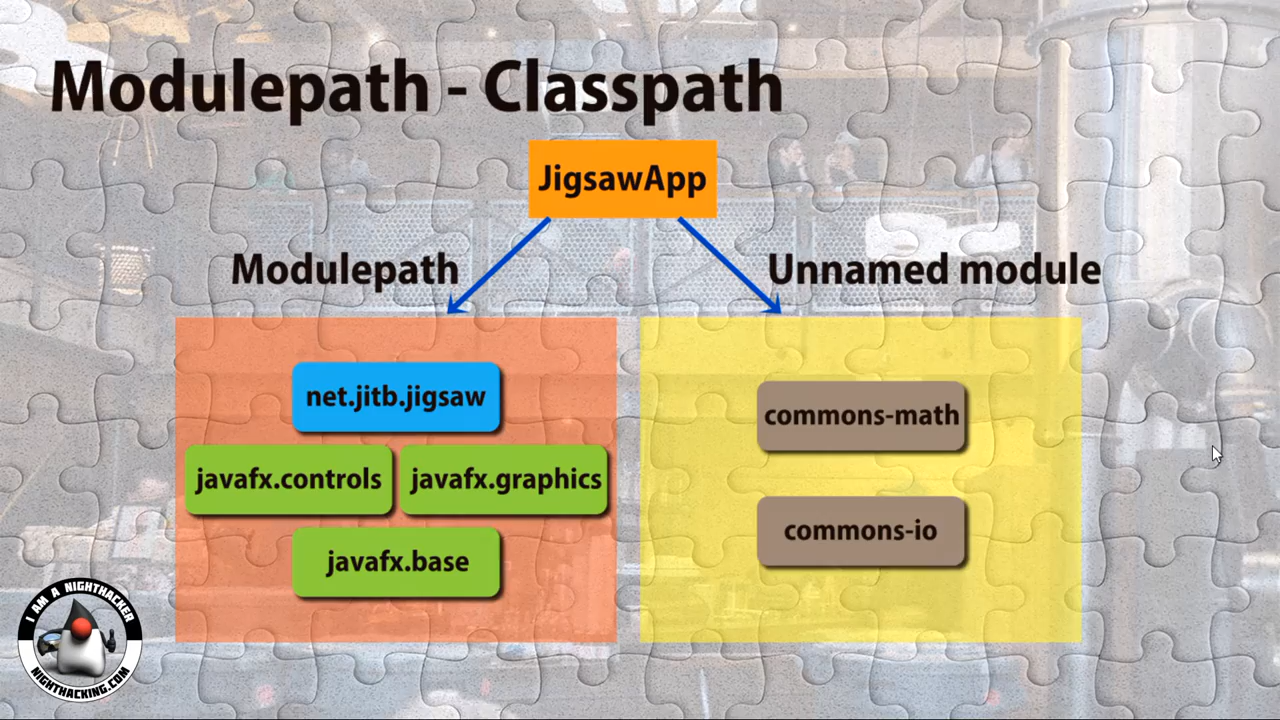 Modulepath - Classpath
JigsawApp
Modulepath
Unnamed module
net.jitb.jigsaw
javafx.controls
javafx.graphics
javafx.base
commons-math
commons-io
I AM A NIGHTHACKER
NIGHTHACKING.COM